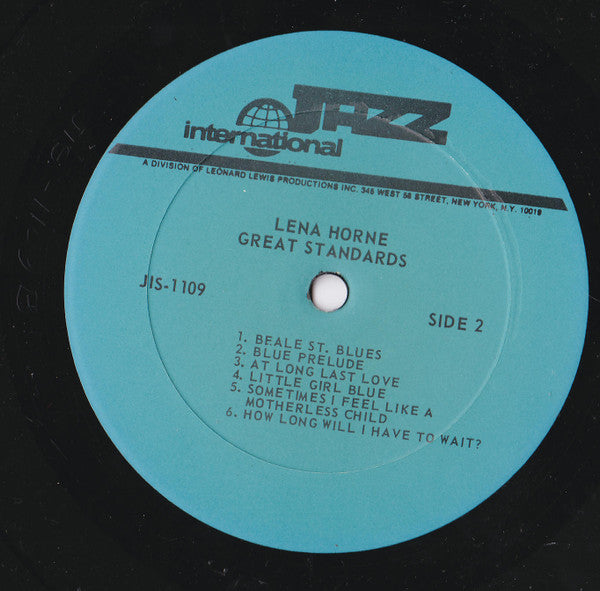 JAZZ
international
A DIVISION OF LEONARD LEWIS PRODUCTIONS INC. 345 WEST 58 STREET, NEW YORK, N.Y. 10019
LENA HORNE
GREAT STANDARDS
JIS-1109
SIDE 2
1. BEALE ST. BLUES
2. BLUE PRELUDE
3. AT LONG LAST LOVE
4. LITTLE GIRL BLUE
5. SOMETIMES I FEEL LIKE A
MOTHERLESS CHILD
6. HOW LONG WILL I HAVE TO WAIT?